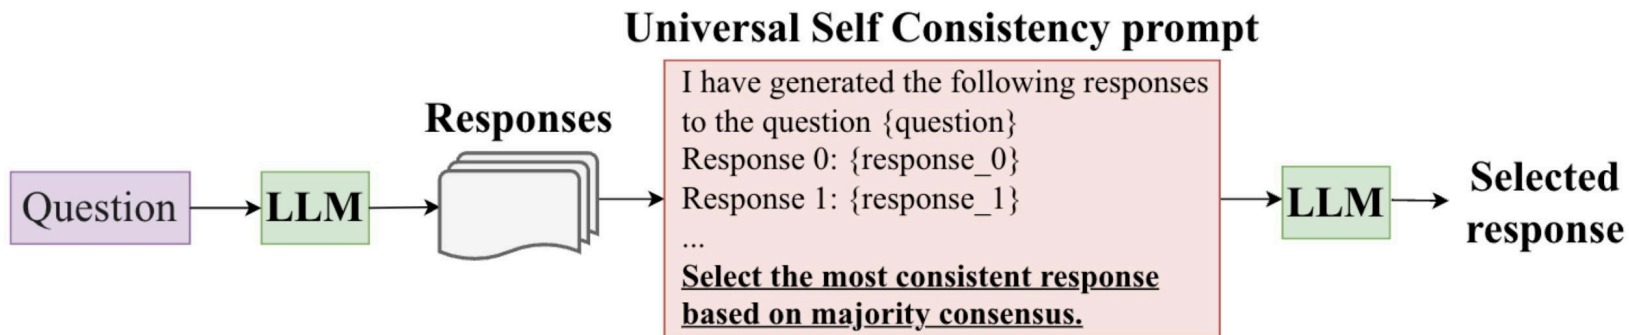 Universal Self Consistency prompt
Question
LLM
Responses
I have generated the following responses
to the question {question}
Response 0: {response_0}
Response 1: {response_1}
...
Select the most consistent response
based on majority consensus.
LLM
Selected
response